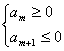 {a_m ≥ 0
a_{m+1} ≤ 0